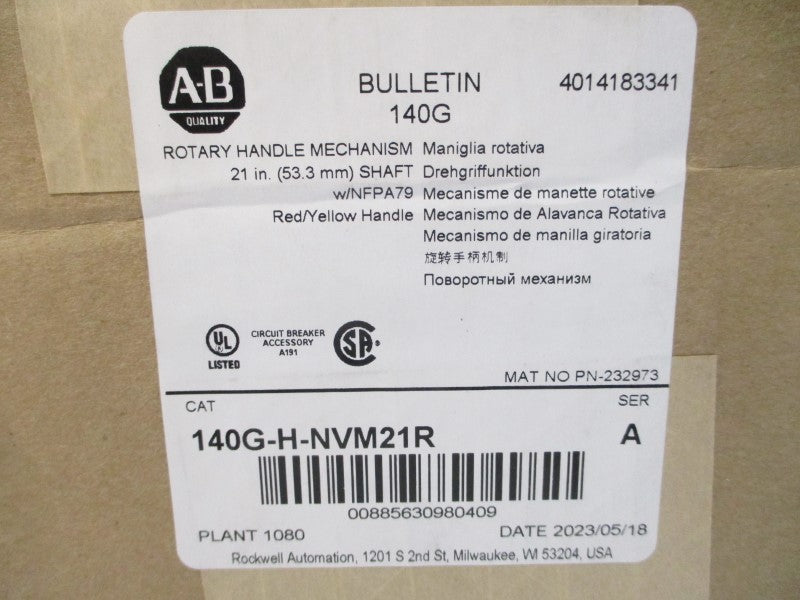 A-B
QUALITY
BULLETIN
140G
4014183341
ROTARY HANDLE MECHANISM
21 in. (53.3 mm) SHAFT
w/NFPA79
Red/Yellow Handle
Maniglia rotativa
Drehgriffunktion
Mecanisme de manette rotative
Mecanismo de Alavanca Rotativa
Mecanismo de manilla giratoria
旋转手柄机制
Поворотный механизм
UL
LISTED
CIRCUIT BREAKER
ACCESSORY
A191
SA
MAT NO PN-232973
CAT
SER
140G-H-NVM21R
A
00885630980409
PLANT 1080
DATE 2023/05/18
Rockwell Automation, 1201 S 2nd St, Milwaukee, WI 53204, USA